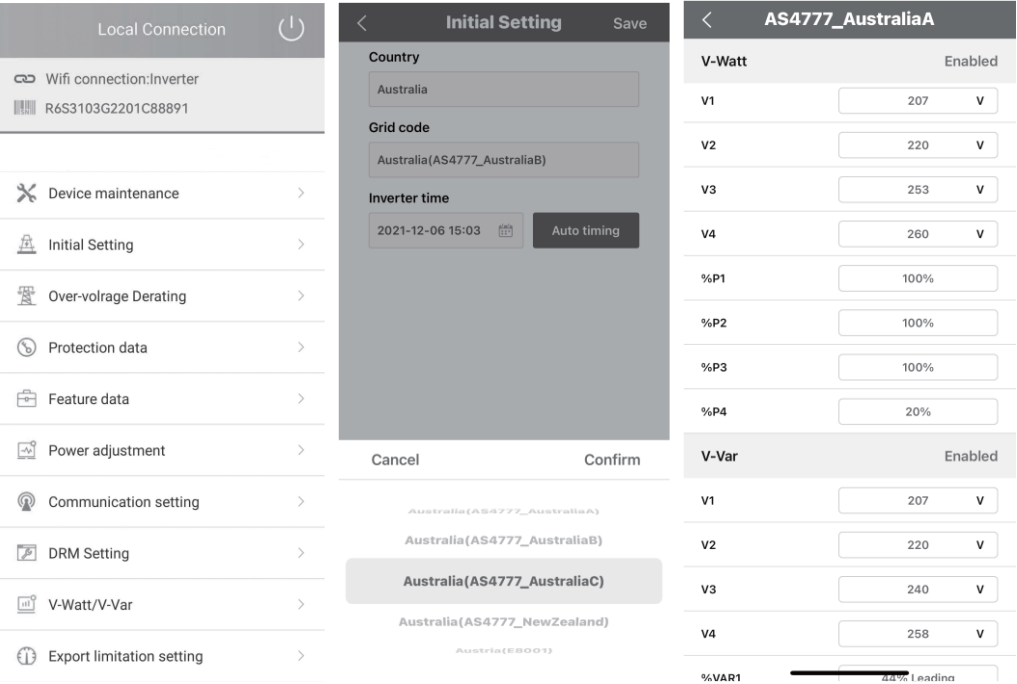 Local Connection
Wifi connection:Inverter
R6S3103G2201C88891
Device maintenance
Initial Setting
Over-volrage Derating
Protection data
Feature data
Power adjustment
Communication setting
DRM Setting
V-Watt/V-Var
Export limitation setting
Initial Setting Save
Country
Australia
Grid code
Australia(AS4777_AustraliaB)
Inverter time
2021-12-06 15:03 Auto timing
Cancel Confirm
Australia(AS4777_AustraliaA)
Australia(AS4777_AustraliaB)
Australia(AS4777_AustraliaC)
Australia(AS4777_NewZealand)
Austria(E8001)
AS4777_AustraliaA
V-Watt Enabled
V1 207 V
V2 220 V
V3 253 V
V4 260 V
%P1 100%
%P2 100%
%P3 100%
%P4 20%
V-Var Enabled
V1 207 V
V2 220 V
V3 240 V
V4 258 V
%VAR1 44% Leading